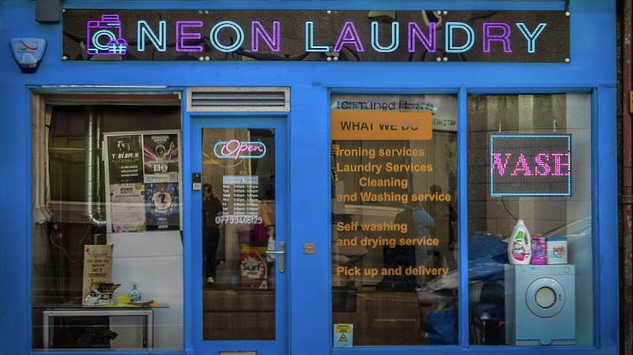 NEON LAUNDRY
Open
WHAT WE DO
Ironing services
Laundry Services
Cleaning
and Washing service
Self washing
and drying service
Pick up and delivery
WASH
Surf